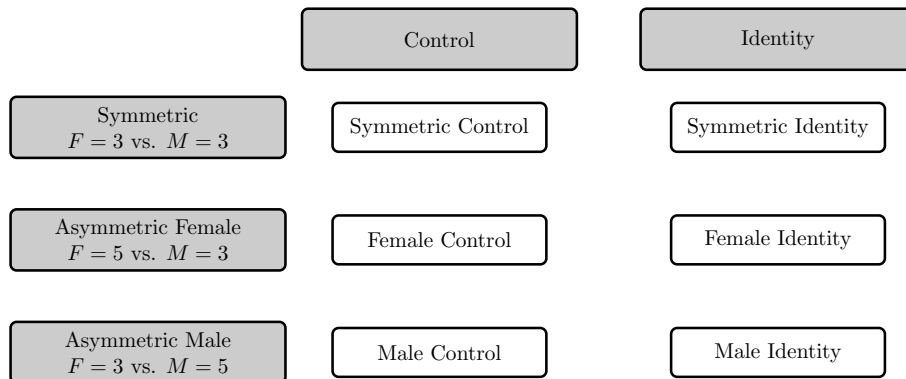 Control
Identity
Symmetric
F = 3 vs. M = 3
Symmetric Control
Symmetric Identity
Asymmetric Female
F = 5 vs. M = 3
Female Control
Female Identity
Asymmetric Male
F = 3 vs. M = 5
Male Control
Male Identity